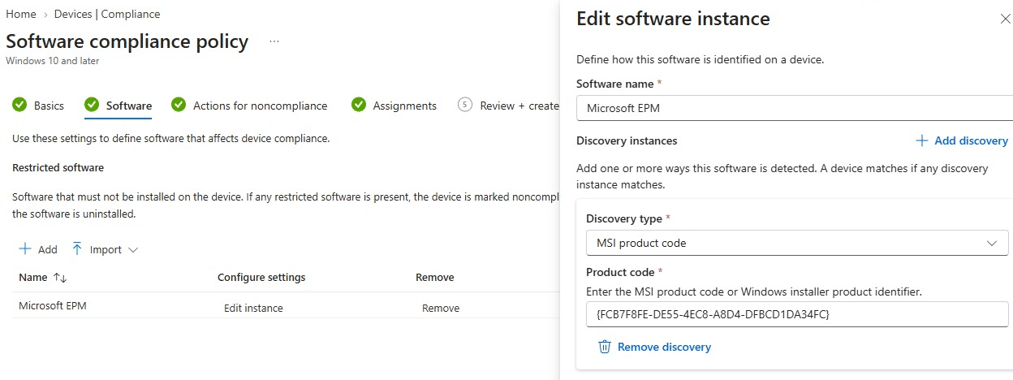 Home > Devices | Compliance
Software compliance policy ...
Windows 10 and later
Basics
Software
Actions for noncompliance
Assignments
5 Review + create
Use these settings to define software that affects device compliance.
Restricted software
Software that must not be installed on the device. If any restricted software is present, the device is marked noncompl
the software is uninstalled.
+ Add
Import
Name ↑↓
Configure settings
Remove
Microsoft EPM
Edit instance
Remove
Edit software instance
Define how this software is identified on a device.
Software name *
Microsoft EPM
Discovery instances
+ Add discovery
Add one or more ways this software is detected. A device matches if any discovery
instance matches.
Discovery type *
MSI product code
Product code *
Enter the MSI product code or Windows installer product identifier.
{FCB7F8FE-DE55-4EC8-A8D4-DFBCD1DA34FC}
Remove discovery